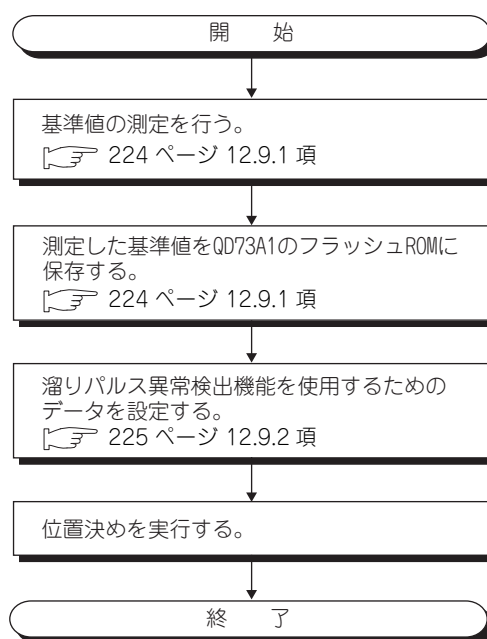 開 始
基準値の測定を行う。
224 ページ 12.9.1 項
測定した基準値をQD73A1のフラッシュROMに
保存する。
224 ページ 12.9.1 項
溜りパルス異常検出機能を使用するための
データを設定する。
225 ページ 12.9.2 項
位置決めを実行する。
終 了